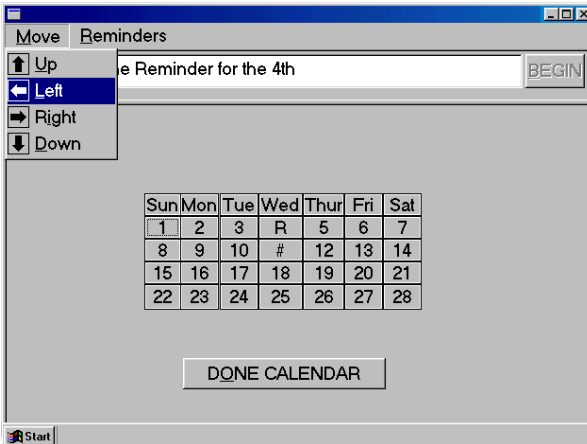 Move Reminders
Up
Left
Right
Down
e Reminder for the 4th
BEGIN
Sun Mon Tue Wed Thur Fri Sat
1 2 3 R 5 6 7
8 9 10 # 12 13 14
15 16 17 18 19 20 21
22 23 24 25 26 27 28
DONE CALENDAR
Start